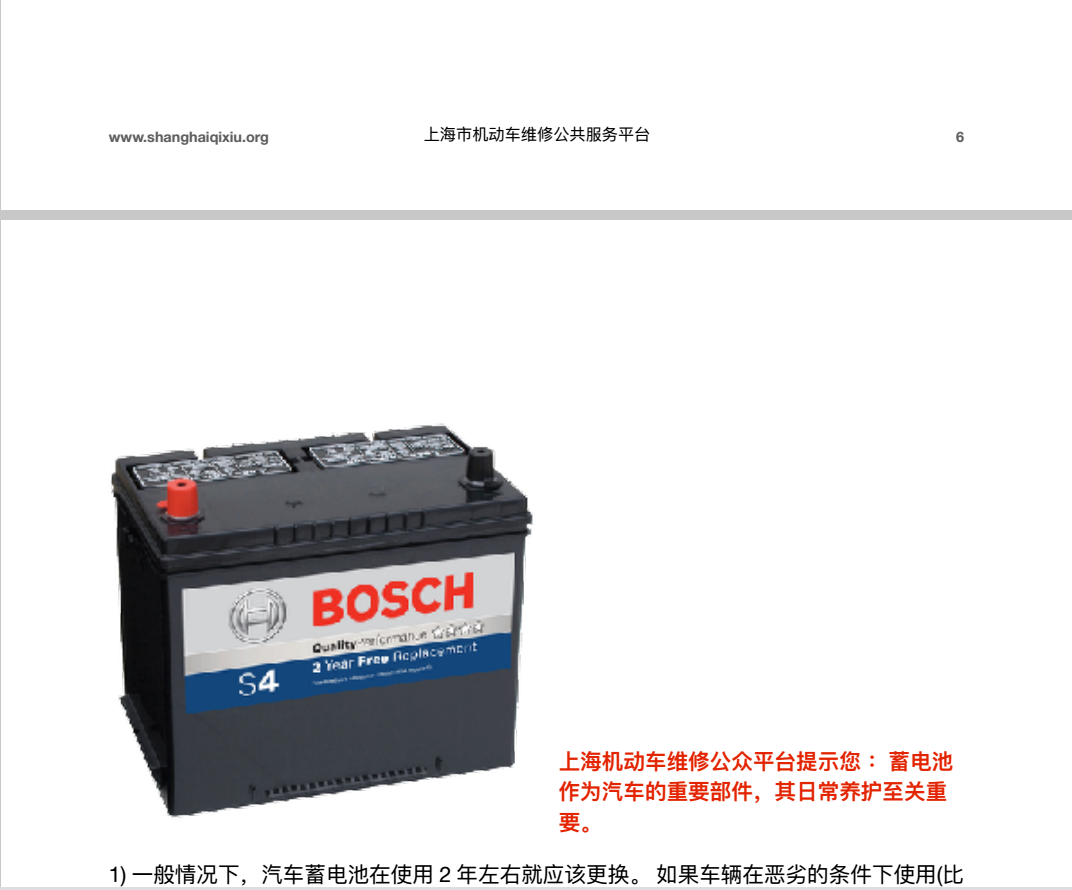 www.shanghaiqixiu.org 上海市机动车维修公共服务平台 6
BOSCH
Quality Performance
S4
2 Year Free Replacement
上海机动车维修公众平台提示您： 蓄电池
作为汽车的重要部件，其日常养护至关重
要。
1) 一般情况下，汽车蓄电池在使用 2 年左右就应该更换。 如果车辆在恶劣的条件下使用(比